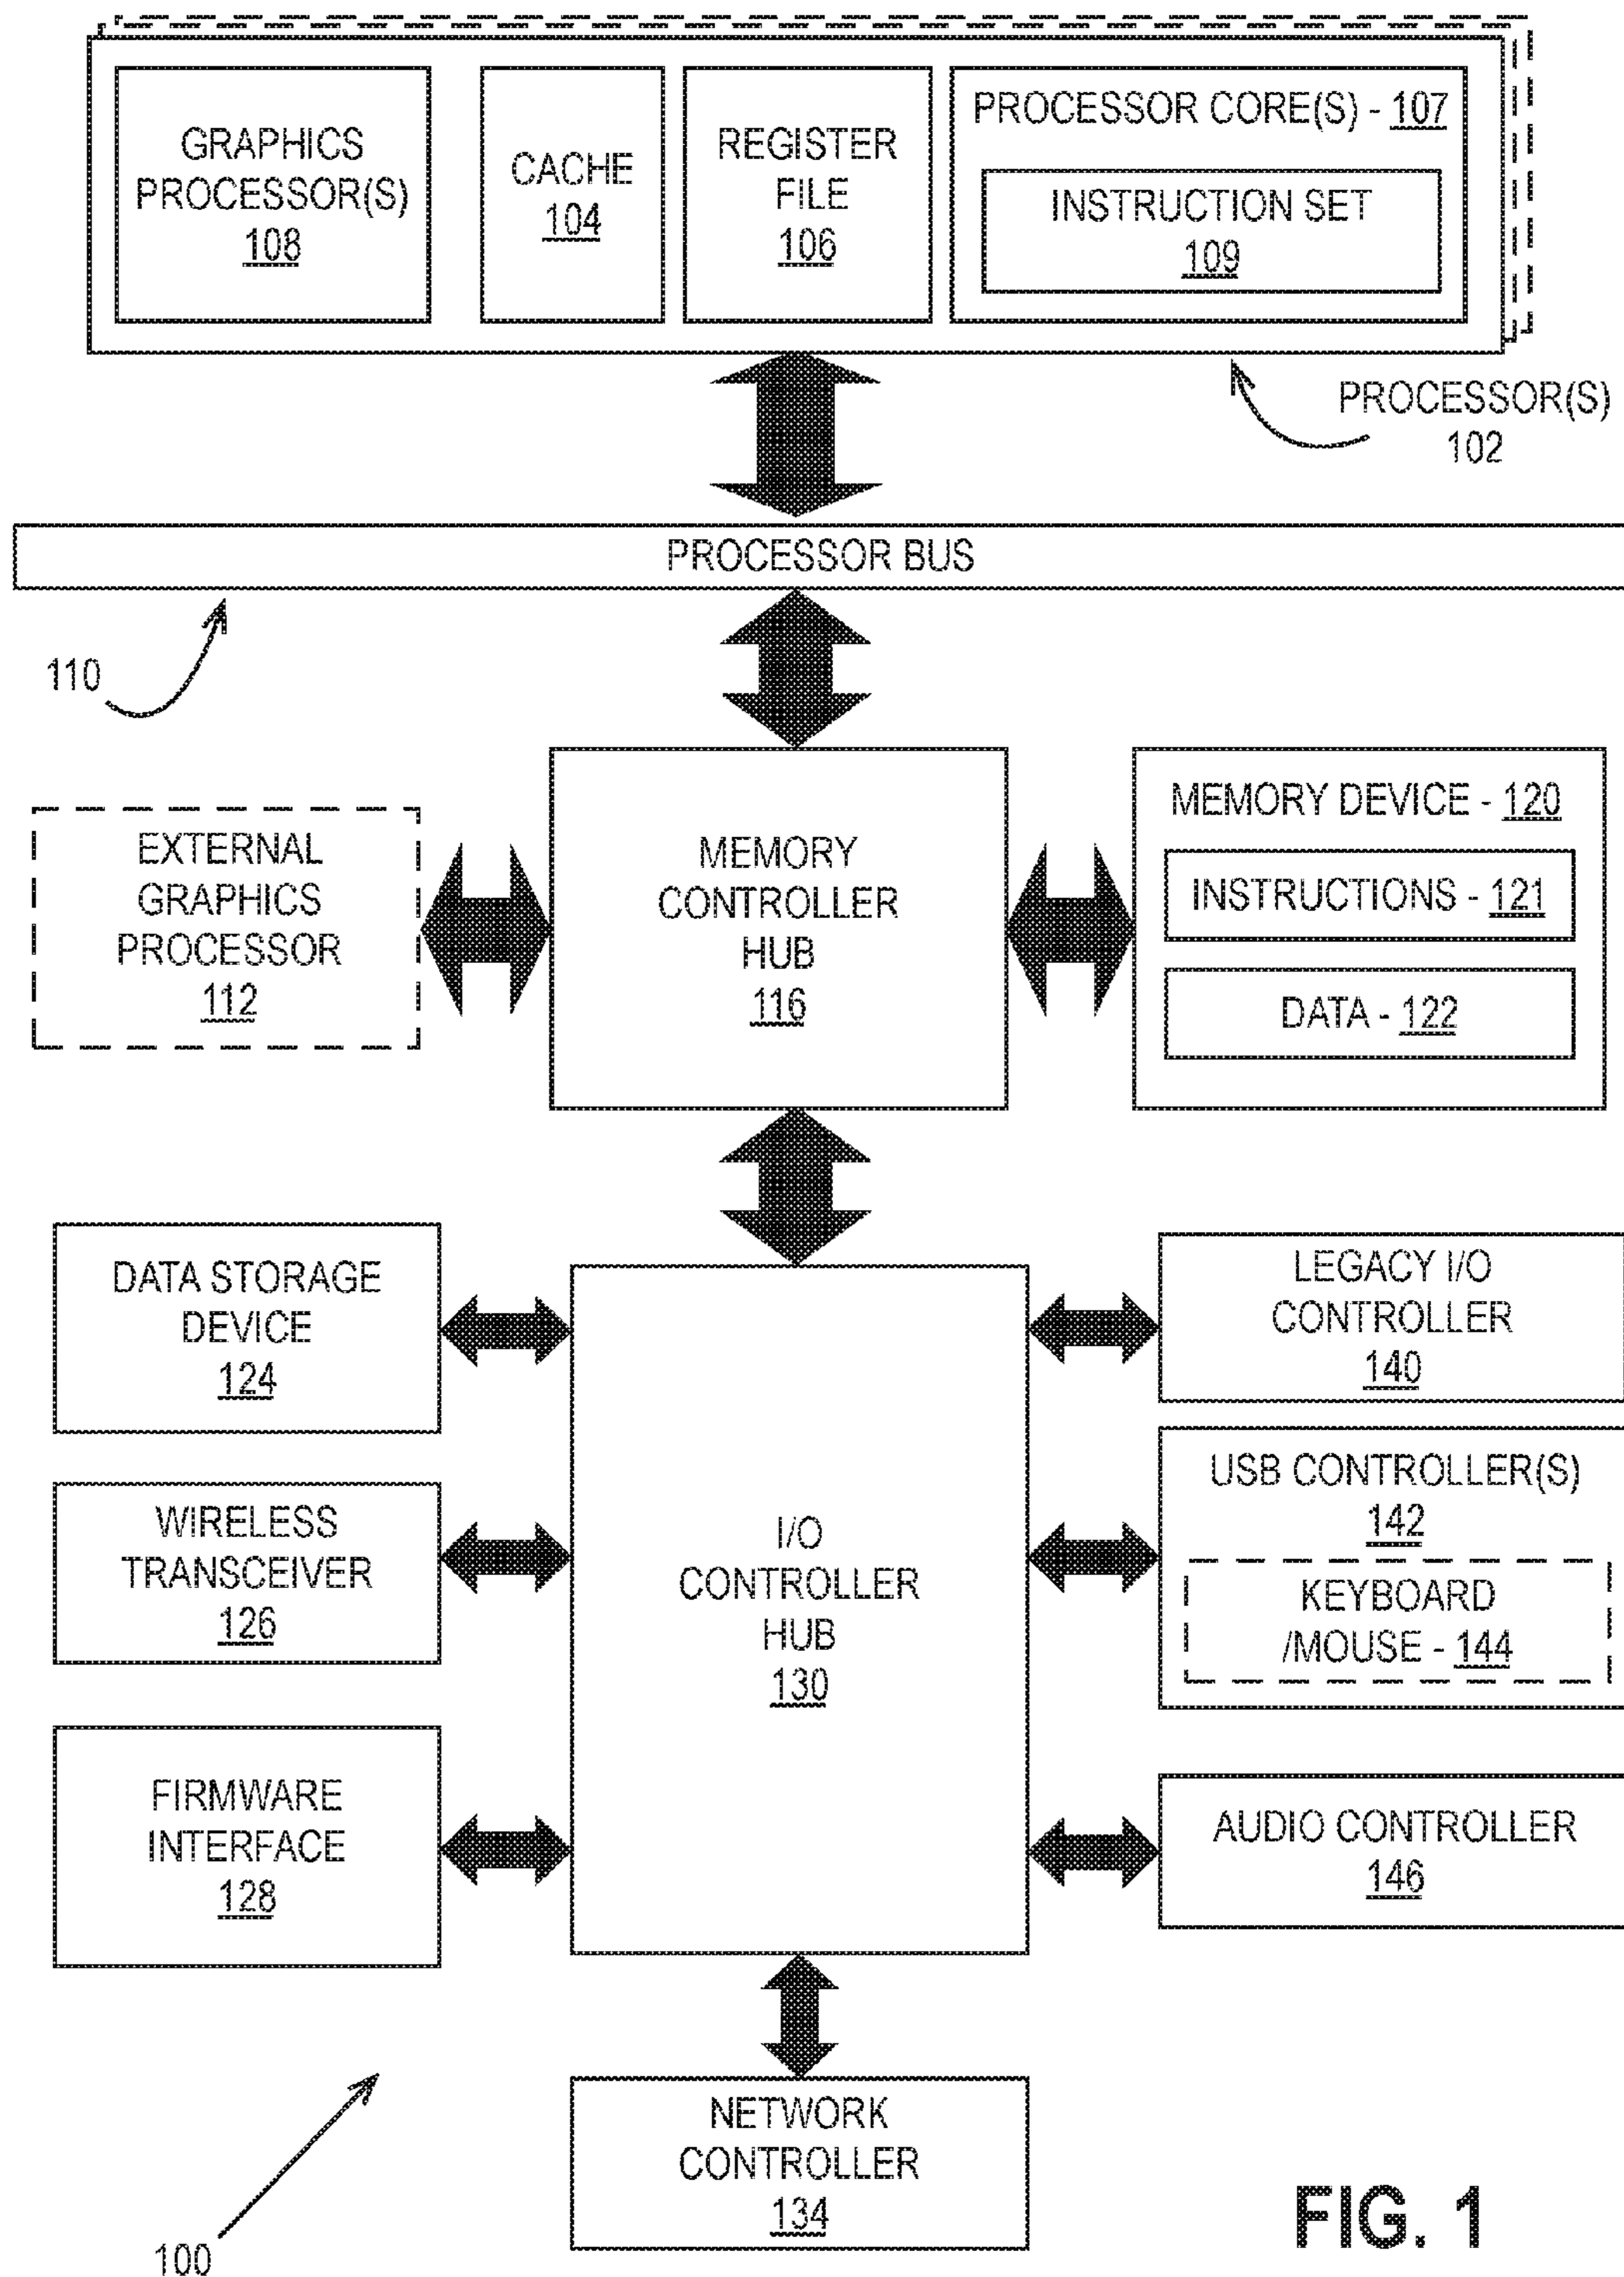 GRAPHICS
PROCESSOR(S)
108
CACHE
104
REGISTER
FILE
106
PROCESSOR CORE(S) - 107
INSTRUCTION SET
109
PROCESSOR(S)
102
PROCESSOR BUS
110
EXTERNAL
GRAPHICS
PROCESSOR
112
MEMORY
CONTROLLER
HUB
116
MEMORY DEVICE - 120
INSTRUCTIONS - 121
DATA - 122
DATA STORAGE
DEVICE
124
WIRELESS
TRANSCEIVER
126
FIRMWARE
INTERFACE
128
I/O
CONTROLLER
HUB
130
LEGACY I/O
CONTROLLER
140
USB CONTROLLER(S)
142
KEYBOARD
/MOUSE - 144
AUDIO CONTROLLER
146
NETWORK
CONTROLLER
134
100
FIG. 1